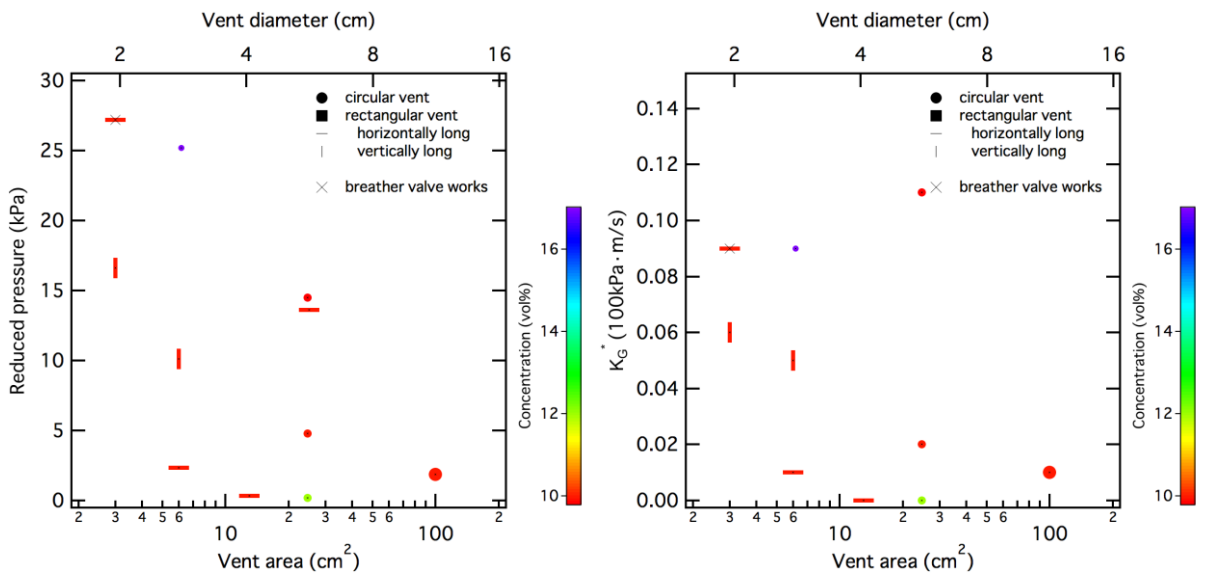 Vent diameter (cm)
2 4 8 16
30
25
20
15
10
5
0
Reduced pressure (kPa)
circular vent
rectangular vent
horizontally long
vertically long
breather valve works
16
14
12
10
Concentration (vol%)
2 3 4 5 6 10 2 3 4 5 6 100 2
Vent area (cm²)
Vent diameter (cm)
2 4 8 16
0.14
0.12
0.10
0.08
0.06
0.04
0.02
0.00
K_G* (100kPa·m/s)
circular vent
rectangular vent
horizontally long
vertically long
breather valve works
16
14
12
10
Concentration (vol%)
2 3 4 5 6 10 2 3 4 5 6 100 2
Vent area (cm²)